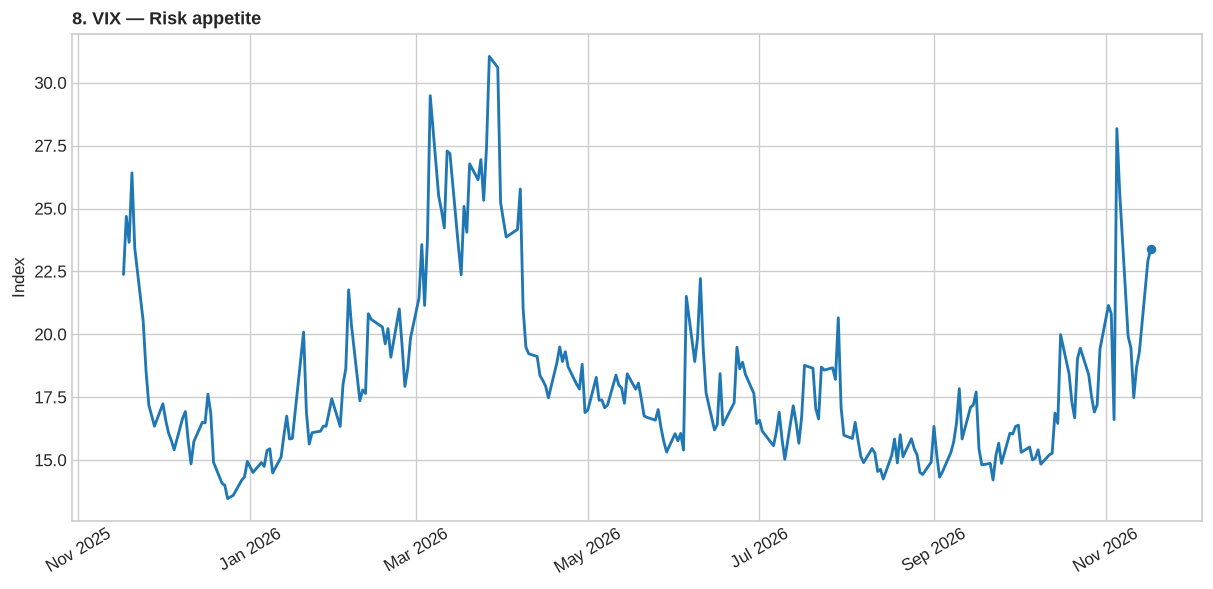 8. VIX — Risk appetite
Index
30.0
27.5
25.0
22.5
20.0
17.5
15.0
Nov 2025
Jan 2026
Mar 2026
May 2026
Jul 2026
Sep 2026
Nov 2026